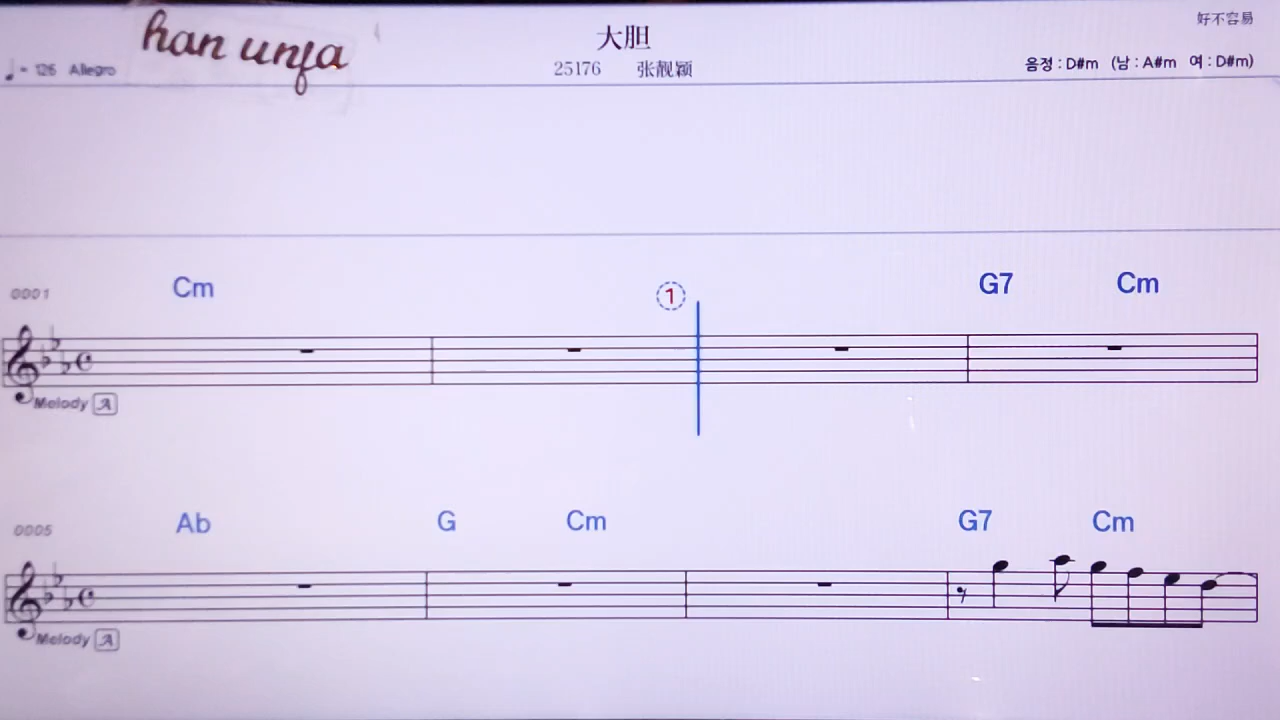 han unja
大胆
好不容易
♩ = 126 Allegro
25176 张靓颖
음정 : D#m (남 : A#m 여 : D#m)
0001 Cm ① G7 Cm
Melody A
0005 Ab G Cm G7 Cm
Melody A